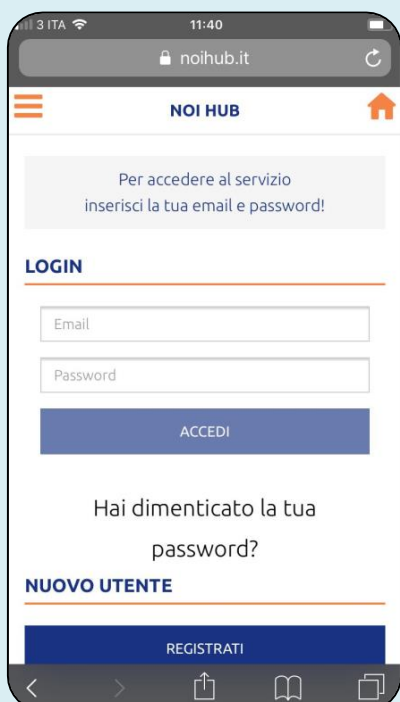 3 ITA 11:40
noihub.it
NOI HUB
Per accedere al servizio
inserisci la tua email e password!
LOGIN
Email
Password
ACCEDI
Hai dimenticato la tua
password?
NUOVO UTENTE
REGISTRATI